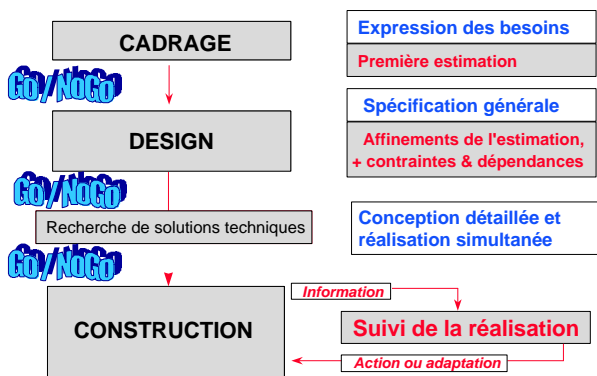 CADRAGE
Expression des besoins
Première estimation
Go/NoGo
Spécification générale
DESIGN
Affinements de l'estimation,
+ contraintes & dépendances
Go/NoGo
Recherche de solutions techniques
Conception détaillée et
réalisation simultanée
Go/NoGo
Information
CONSTRUCTION
Suivi de la réalisation
Action ou adaptation